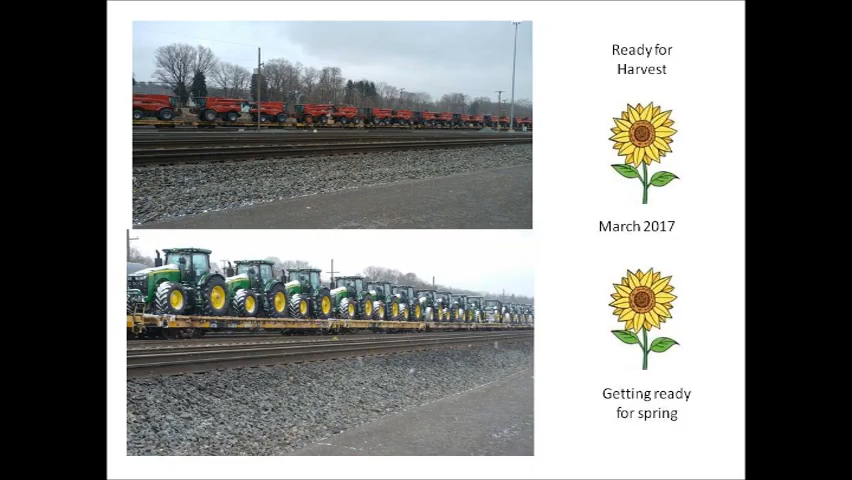 Ready for
Harvest
March 2017
Getting ready
for spring